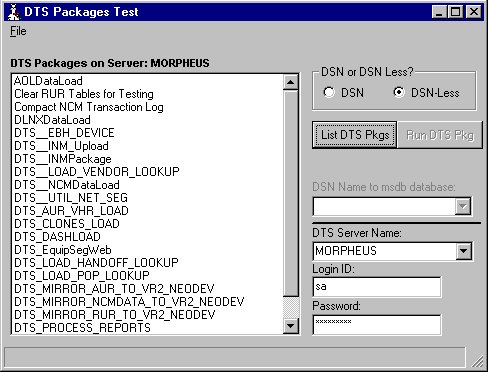 DTS Packages Test
File
DTS Packages on Server: MORPHEUS
AOLDataLoad
Clear RUR Tables for Testing
Compact NCM Transaction Log
DLNXDataLoad
DTS__EBH_DEVICE
DTS__INM_Upload
DTS__INMPackage
DTS__LOAD_VENDOR_LOOKUP
DTS__NCMDataLoad
DTS__UTIL_NET_SEG
DTS_AUR_VHR_LOAD
DTS_CLONES_LOAD
DTS_DASHLOAD
DTS_EquipSegWeb
DTS_LOAD_HANDOFF_LOOKUP
DTS_LOAD_POP_LOOKUP
DTS_MIRROR_AUR_TO_VR2_NEODEV
DTS_MIRROR_NCMDATA_TO_VR2_NEODEV
DTS_MIRROR_RUR_TO_VR2_NEODEV
DTS_PROCESS_REPORTS
DSN or DSN Less?
DSN DSN-Less
List DTS Pkgs Run DTS Pkg
DSN Name to msdb database:
DTS Server Name:
MORPHEUS
Login ID:
sa
Password:
*********